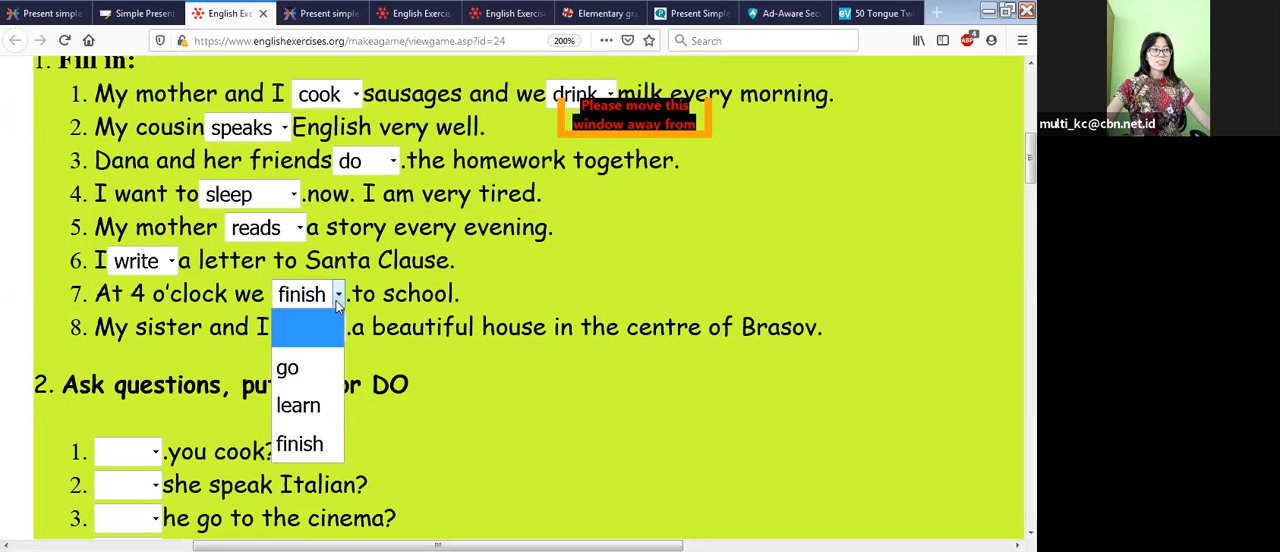 Present simple
Simple Present
English Exe
Present simple
English Exerci
English Exerci
Elementary gra
Present Simple
Ad-Aware Sec
50 Tongue Tw
https://www.englishexercises.org/makeagame/viewgame.asp?id=24
200%
Search
ABP 4
1. Fill in:
1. My mother and I cook sausages and we drink milk every morning.
Please move this
window away from
2. My cousin speaks English very well.
3. Dana and her friends do .the homework together.
4. I want to sleep .now. I am very tired.
5. My mother reads a story every evening.
6. I write a letter to Santa Clause.
7. At 4 o'clock we finish .to school.
8. My sister and I .a beautiful house in the centre of Brasov.
go
learn
finish
2. Ask questions, put or DO
1. .you cook?
2. she speak Italian?
3. he go to the cinema?
multi_kc@cbn.net.id